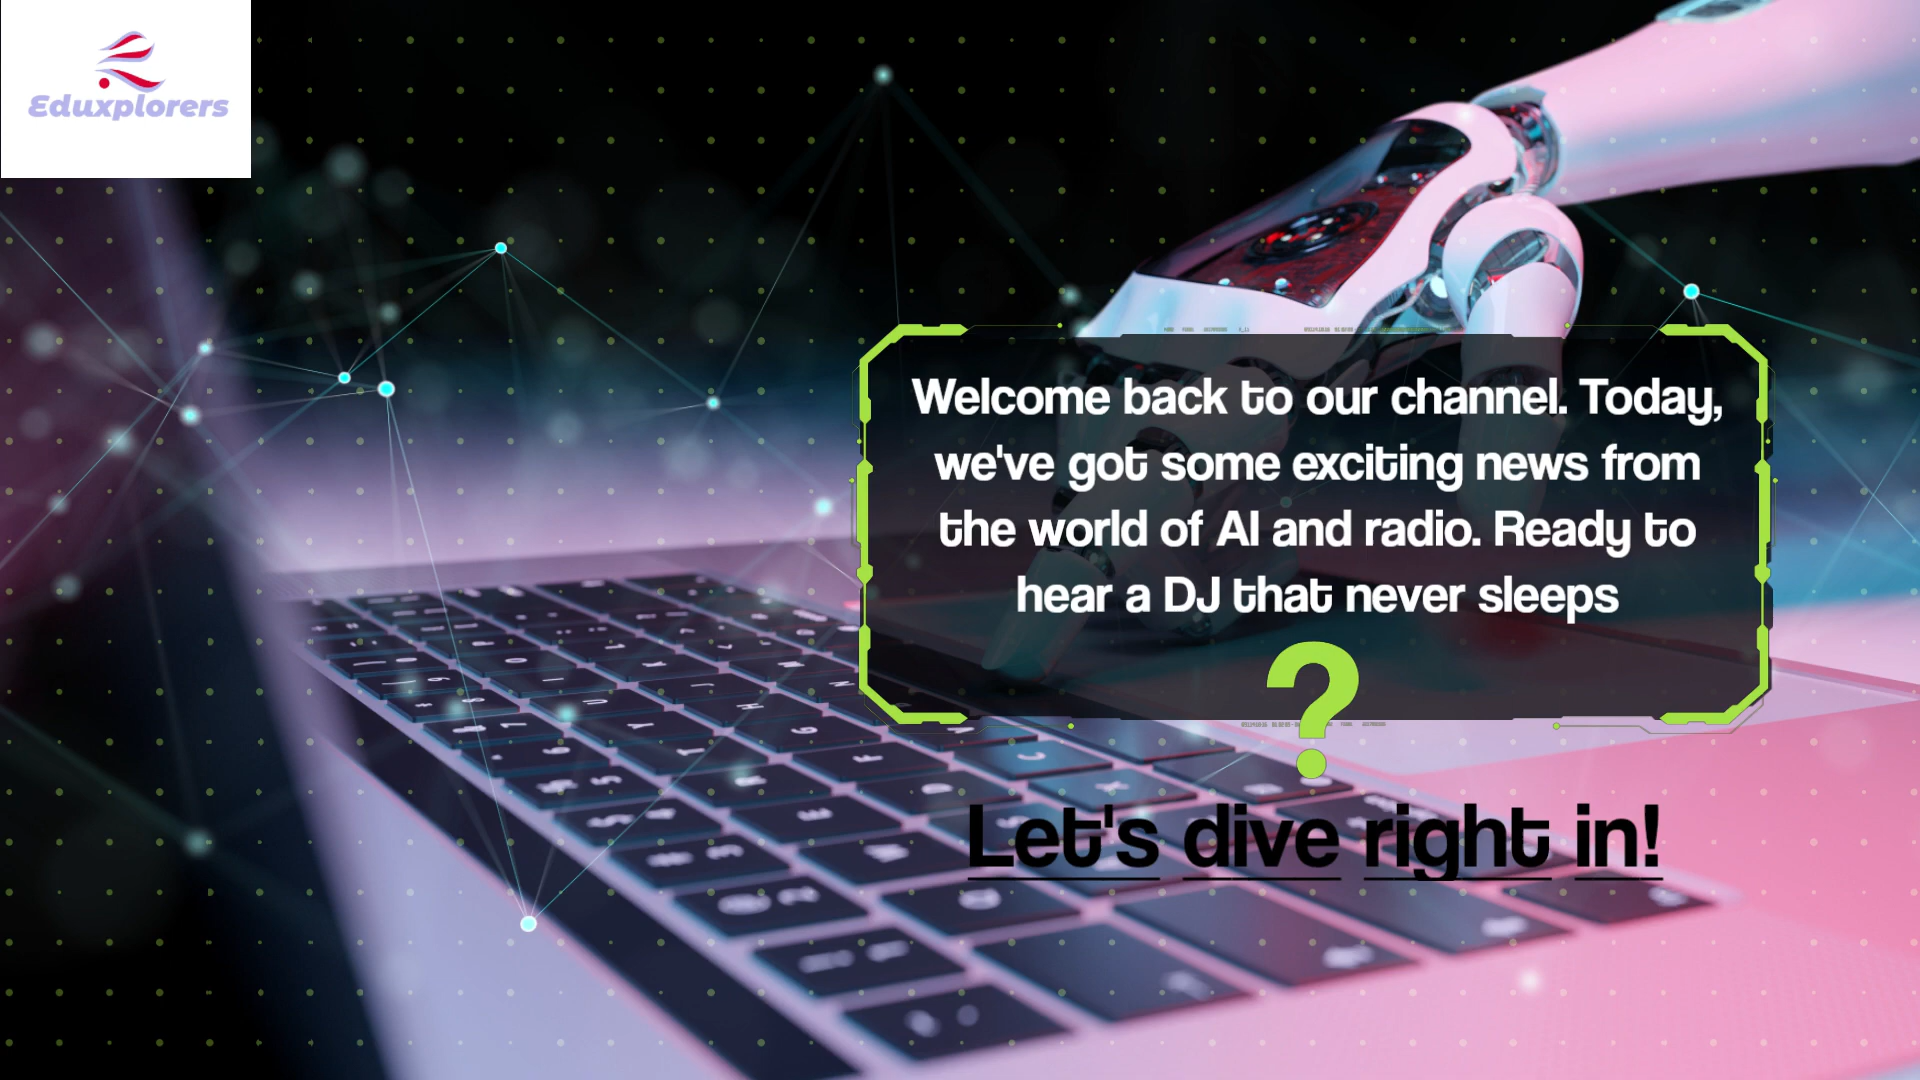 Eduxplorers
Welcome back to our channel. Today,
we've got some exciting news from
the world of AI and radio. Ready to
hear a DJ that never sleeps
?
Let's dive right in!